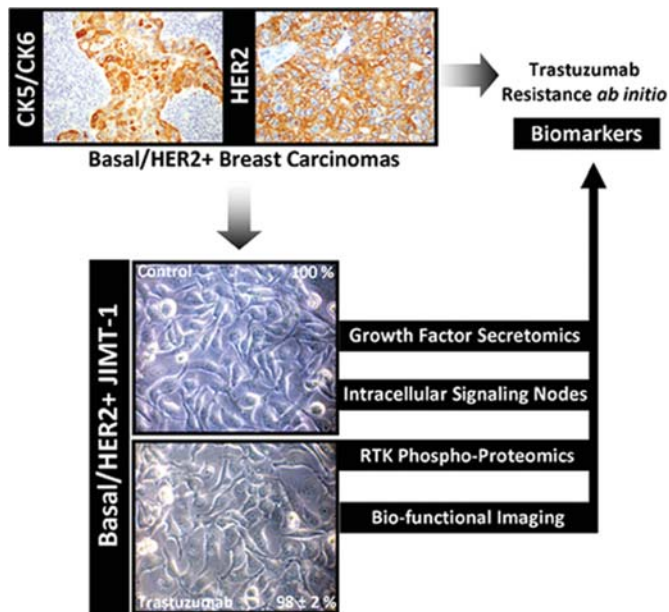 CK5/CK6
HER2
Trastuzumab
Resistance ab initio
Biomarkers
Basal/HER2+ Breast Carcinomas
Basal/HER2+ JIMT-1
Control 100 %
Growth Factor Secretomics
Intracellular Signaling Nodes
RTK Phospho-Proteomics
Bio-functional Imaging
Trastuzumab 98 ± 2 %